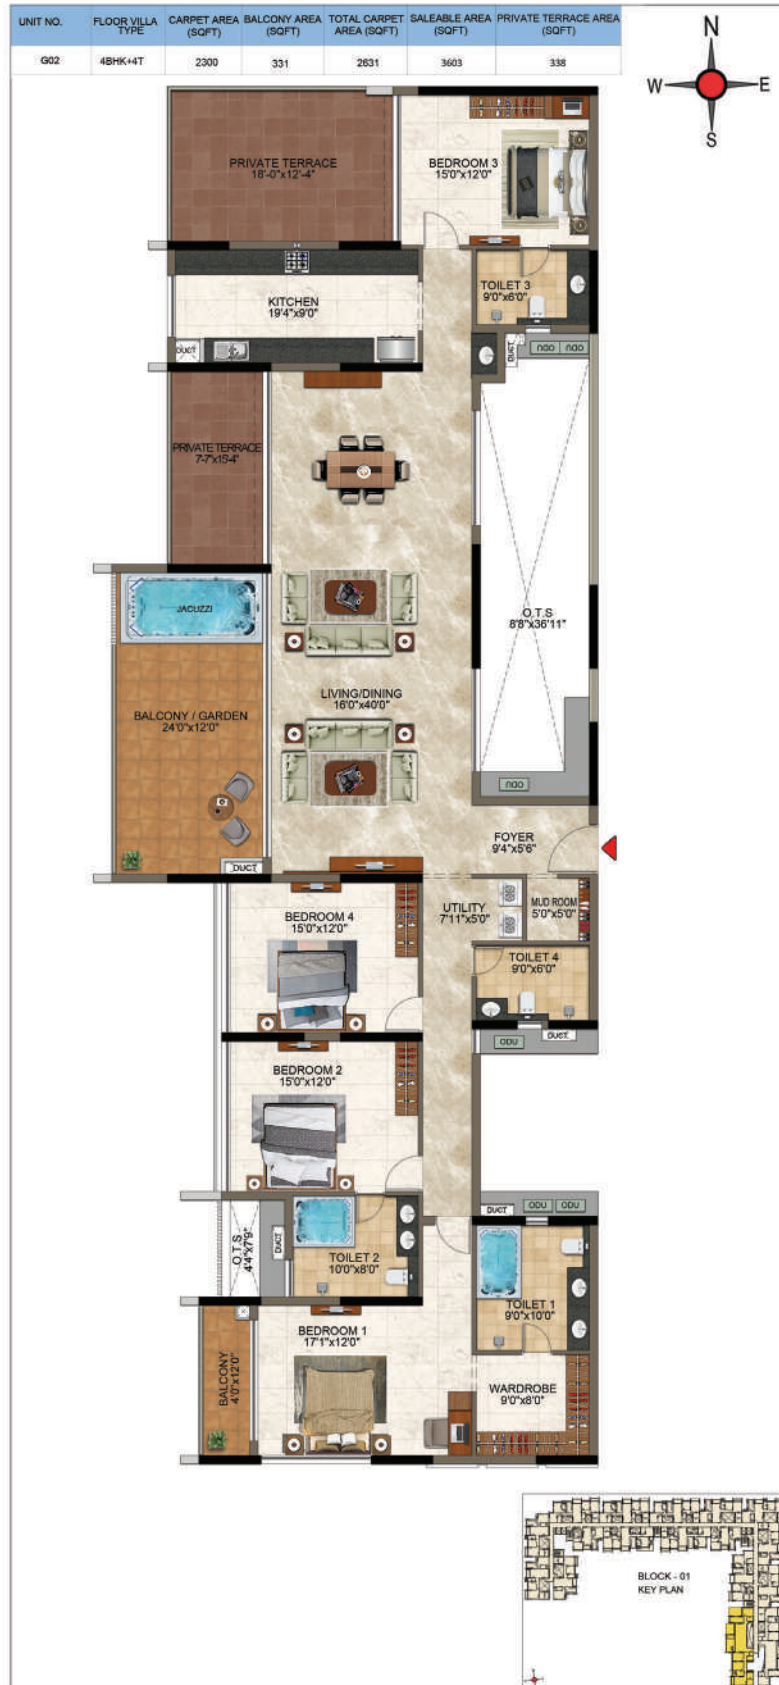 UNIT NO. FLOOR VILLA TYPE CARPET AREA (SQFT) BALCONY AREA (SQFT) TOTAL CARPET AREA (SQFT) SALEABLE AREA (SQFT) PRIVATE TERRACE AREA (SQFT)
G02 4BHK+4T 2300 331 2631 3603 338
N
W E
S
PRIVATE TERRACE
18'-0"x12'-4"
BEDROOM 3
15'0"x12'0"
TOILET 3
9'0"x6'0"
KITCHEN
19'4"x9'0"
DUCT
DUCT
ODU ODU
PRIVATE TERRACE
7'-7"x15'-4"
JACUZZI
O.T.S
8'8"x36'11"
LIVING/DINING
16'0"x40'0"
BALCONY / GARDEN
24'0"x12'0"
ODU
FOYER
9'4"x5'6"
DUCT
UTILITY
7'11"x5'0"
MUD ROOM
5'0"x5'0"
BEDROOM 4
15'0"x12'0"
TOILET 4
9'0"x6'0"
DUCT
ODU
BEDROOM 2
15'0"x12'0"
DUCT
ODU ODU
O.T.S
4'4"x7'9"
DUCT
TOILET 2
10'0"x8'0"
TOILET 1
9'0"x10'0"
BEDROOM 1
17'1"x12'0"
BALCONY
4'0"x12'0"
WARDROBE
9'0"x8'0"
BLOCK - 01
KEY PLAN